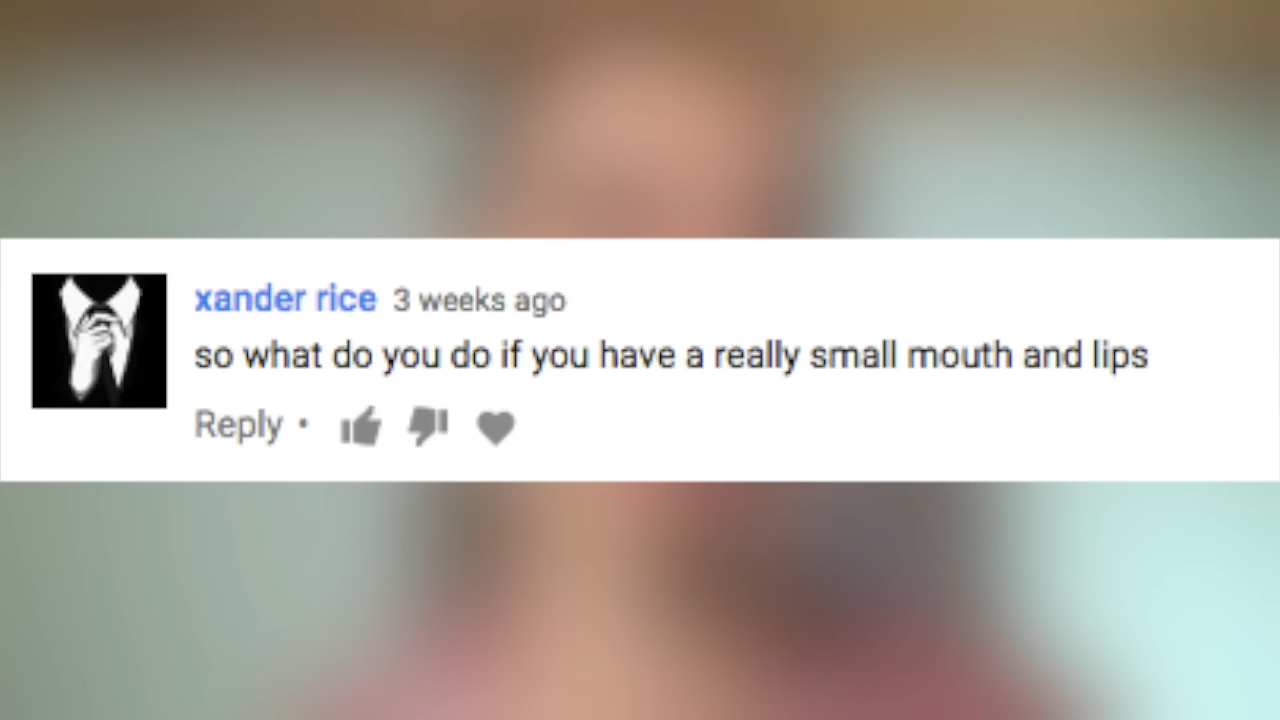 xander rice 3 weeks ago
so what do you do if you have a really small mouth and lips
Reply •